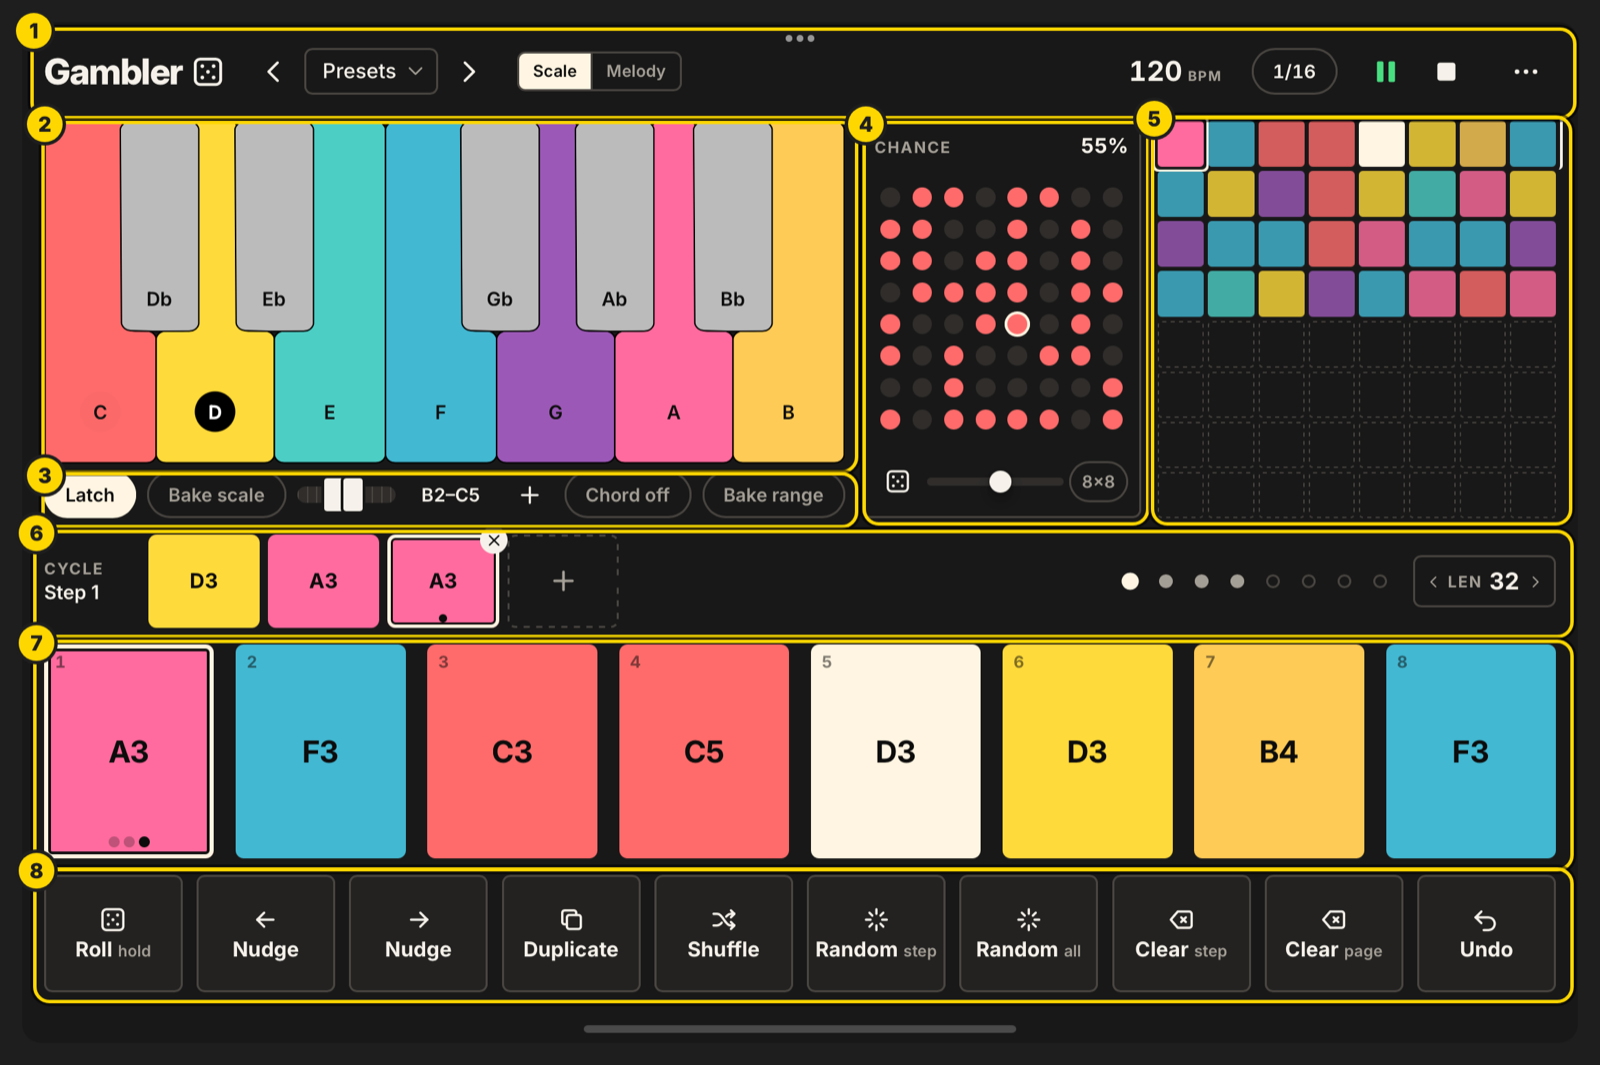 1
Gambler
Presets
Scale
Melody
120 BPM
1/16
2
Db
Eb
Gb
Ab
Bb
C
D
E
F
G
A
B
3
Latch
Bake scale
B2–C5
+
Chord off
Bake range
4
CHANCE
55%
8×8
5
6
CYCLE
Step 1
D3
A3
A3
+
LEN 32
7
1
A3
2
F3
3
C3
4
C5
5
D3
6
D3
7
B4
8
F3
8
Roll hold
Nudge
Nudge
Duplicate
Shuffle
Random step
Random all
Clear step
Clear page
Undo